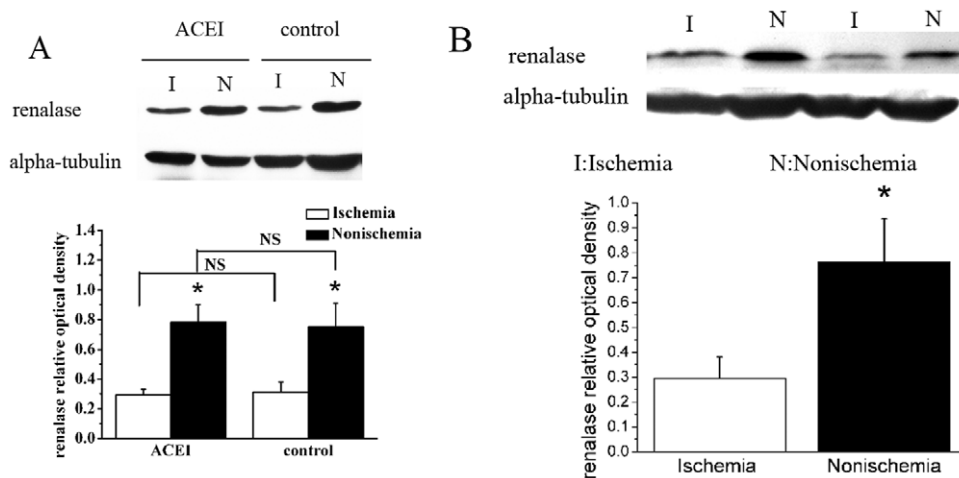 A
ACEI control
I N I N
renalase
alpha-tubulin
Ischemia
Nonischemia
renalase relative optical density
1.4
1.2
1.0
0.8
0.6
0.4
0.2
0.0
NS
NS
* *
ACEI control
B
I N I N
renalase
alpha-tubulin
I:Ischemia N:Nonischemia
renalase relative optical density
1.0
0.9
0.8
0.7
0.6
0.5
0.4
0.3
0.2
0.1
0.0
*
Ischemia Nonischemia